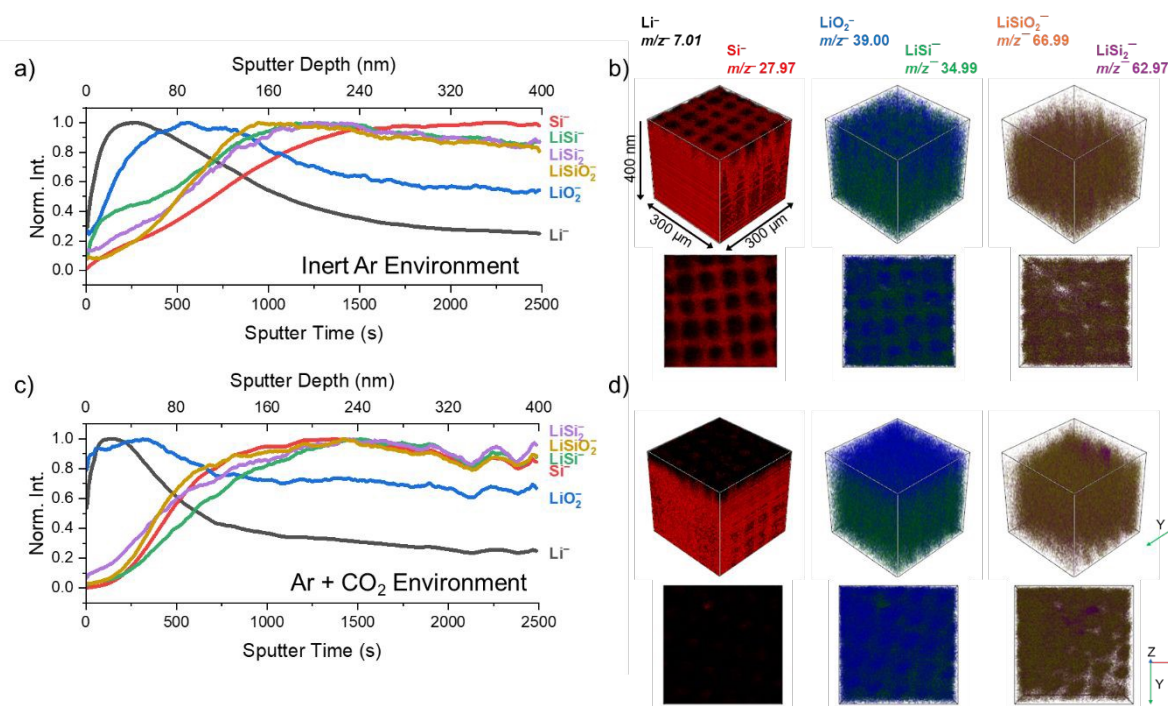 a)
Sputter Depth (nm)
0 80 160 240 320 400
Norm. Int.
1.0
0.8
0.6
0.4
0.2
0.0
Si⁻
LiSi⁻
LiSi₂⁻
LiSiO₂⁻
LiO₂⁻
Li⁻
Inert Ar Environment
0 500 1000 1500 2000 2500
Sputter Time (s)
b)
Li⁻
m/z⁻ 7.01
Si⁻
m/z⁻ 27.97
LiO₂⁻
m/z⁻ 39.00
LiSi⁻
m/z⁻ 34.99
LiSiO₂⁻
m/z⁻ 66.99
LiSi₂⁻
m/z⁻ 62.97
400 nm
300 µm
300 µm
c)
Sputter Depth (nm)
0 80 160 240 320 400
Norm. Int.
1.0
0.8
0.6
0.4
0.2
0.0
LiSi₂⁻
LiSiO₂⁻
LiSi⁻
Si⁻
LiO₂⁻
Li⁻
Ar + CO₂ Environment
0 500 1000 1500 2000 2500
Sputter Time (s)
d)
Y
Z
Y